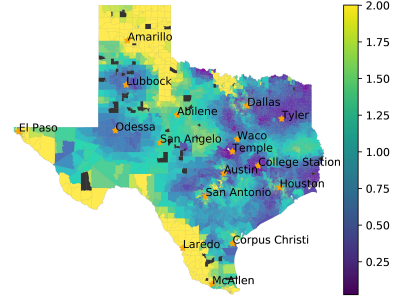 2.00
Amarillo
1.75
Lubbock
1.50
Dallas
Abilene
Tyler
1.25
El Paso
Odessa
Waco
San Angelo
Temple
1.00
College Station
Austin
Houston
San Antonio
0.75
Laredo
Corpus Christi
0.50
McAllen
0.25